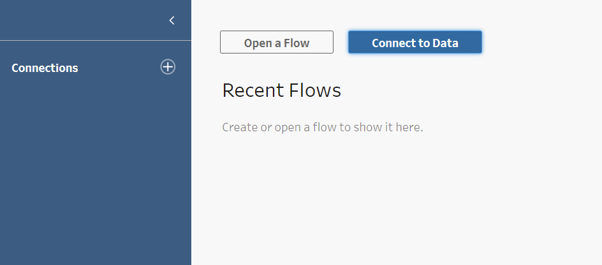 Connections
Open a Flow
Connect to Data
Recent Flows
Create or open a flow to show it here.